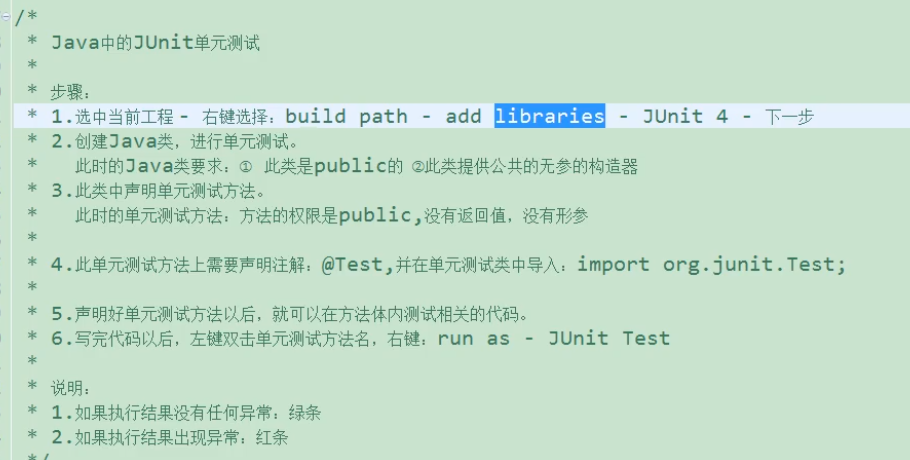 /*
* Java中的JUnit单元测试
*
* 步骤：
* 1.选中当前工程 - 右键选择：build path - add libraries - JUnit 4 - 下一步
* 2.创建Java类，进行单元测试。
* 此时的Java类要求：① 此类是public的 ②此类提供公共的无参的构造器
* 3.此类中声明单元测试方法。
* 此时的单元测试方法：方法的权限是public,没有返回值，没有形参
*
* 4.此单元测试方法上需要声明注解：@Test,并在单元测试类中导入：import org.junit.Test;
*
* 5.声明好单元测试方法以后，就可以在方法体内测试相关的代码。
* 6.写完代码以后，左键双击单元测试方法名，右键：run as - JUnit Test
*
* 说明：
* 1.如果执行结果没有任何异常：绿条
* 2.如果执行结果出现异常：红条
*/